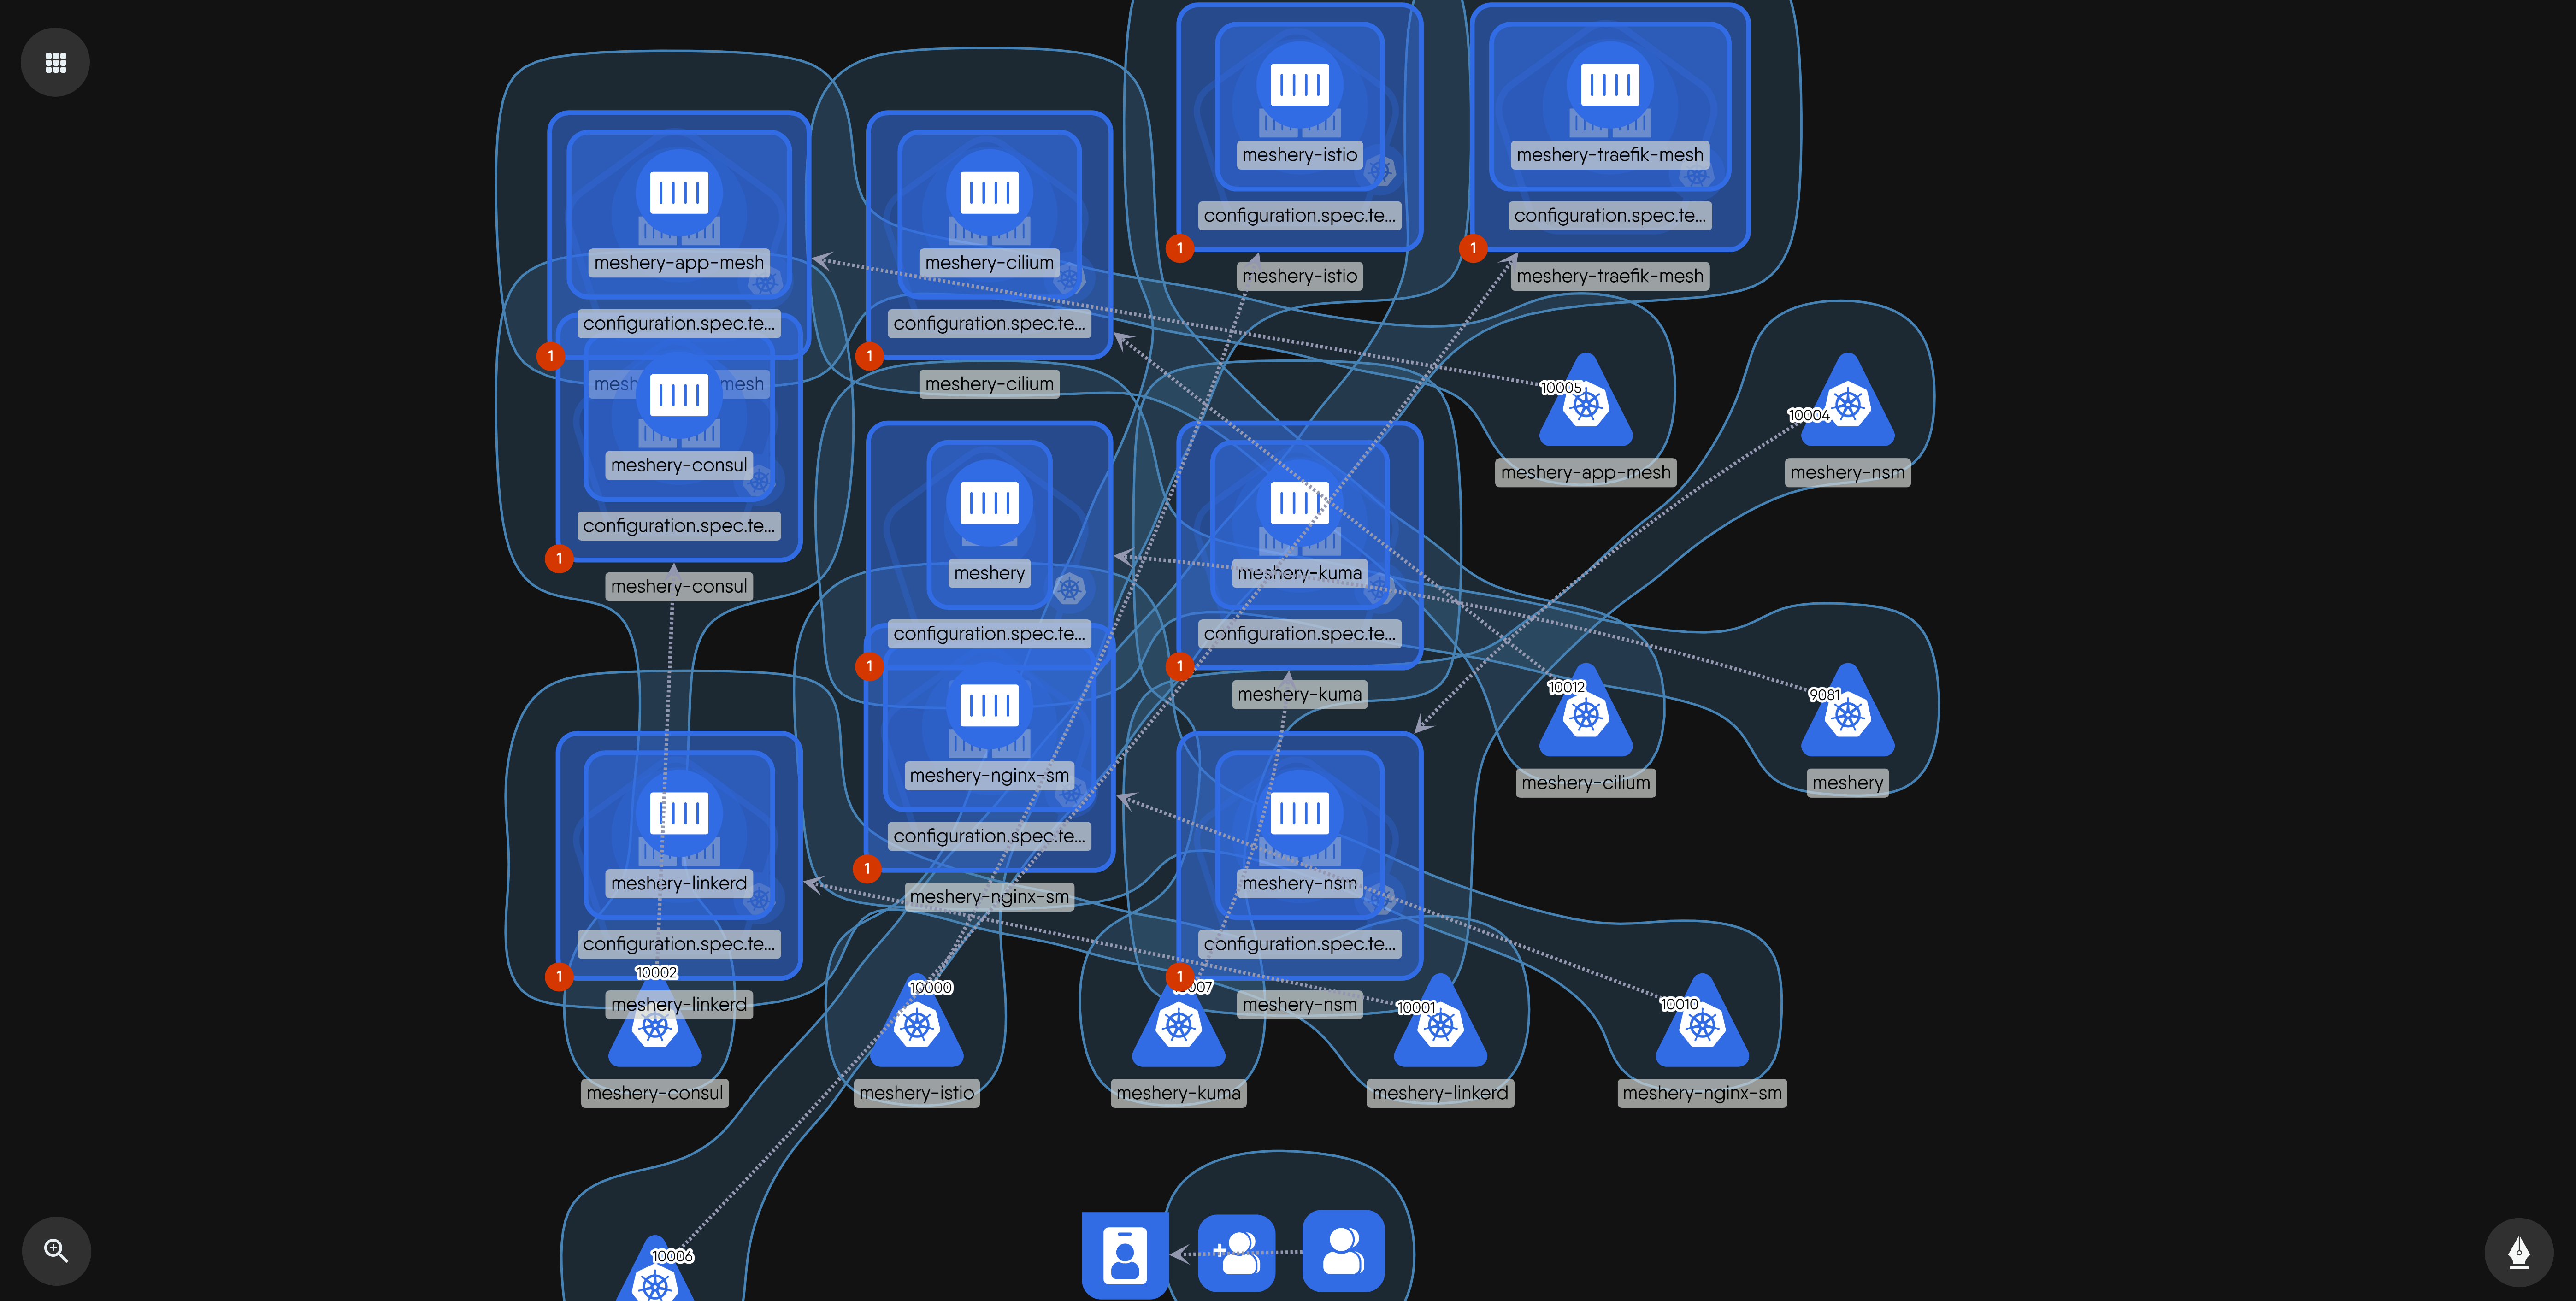 meshery-istio
configuration.spec.te...
1
meshery-istio
meshery-traefik-mesh
configuration.spec.te...
1
meshery-traefik-mesh
meshery-app-mesh
configuration.spec.te...
1
meshery-cilium
configuration.spec.te...
1
meshery-cilium
mesh mesh
meshery-consul
configuration.spec.te...
1
meshery-consul
10005
meshery-app-mesh
10004
meshery-nsm
meshery
configuration.spec.te...
1
meshery-kuma
configuration.spec.te...
1
meshery-kuma
10012
meshery-cilium
9081
meshery
meshery-nginx-sm
configuration.spec.te...
1
meshery-nginx-sm
meshery-linkerd
configuration.spec.te...
1
meshery-linkerd
meshery-nsm
configuration.spec.te...
1
meshery-nsm
10002
meshery-consul
10000
meshery-istio
007
meshery-kuma
10001
meshery-linkerd
10010
meshery-nginx-sm
10006